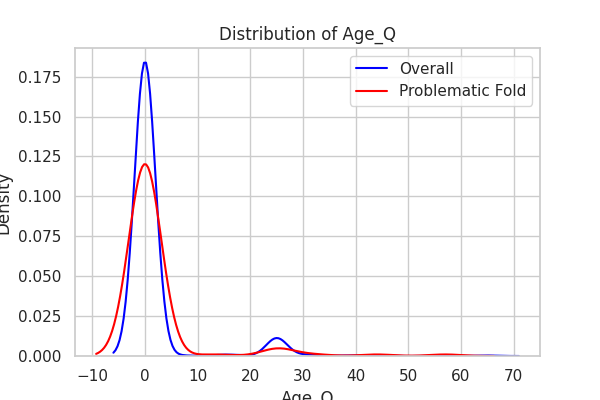 Distribution of Age_Q
Overall
Problematic Fold
Density
0.175
0.150
0.125
0.100
0.075
0.050
0.025
0.000
−10 0 10 20 30 40 50 60 70
Age_Q